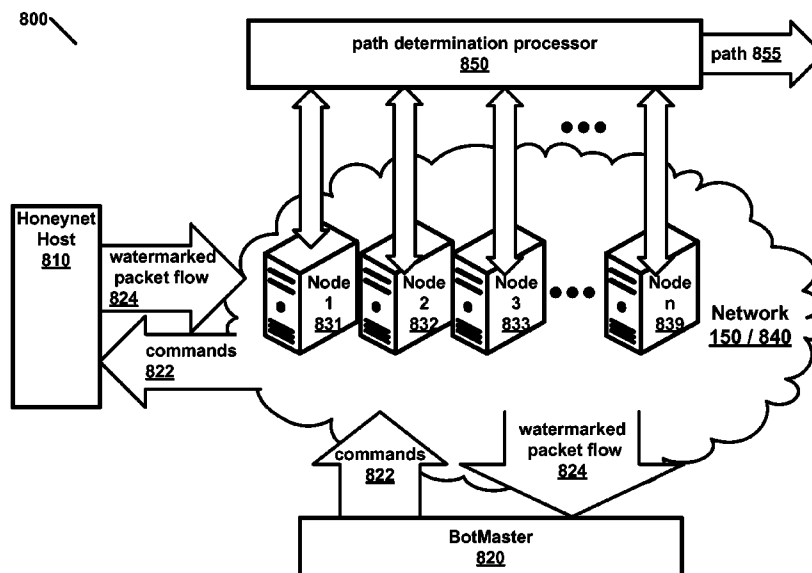 800
path determination processor
850
path 855
Honeynet
Host
810
watermarked
packet flow
824
commands
822
Node
1
831
Node
2
832
Node
3
833
Node
n
839
Network
150 / 840
commands
822
watermarked
packet flow
824
BotMaster
820